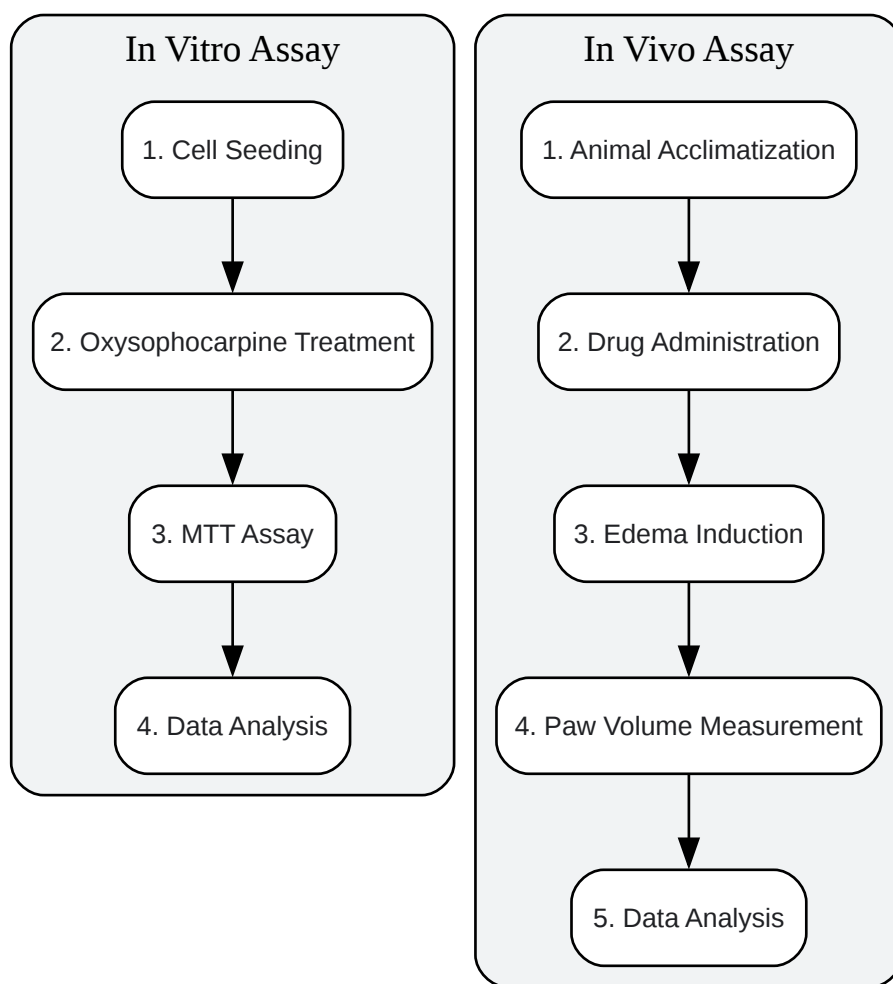 In Vitro Assay
1. Cell Seeding
2. Oxysophocarpine Treatment
3. MTT Assay
4. Data Analysis
In Vivo Assay
1. Animal Acclimatization
2. Drug Administration
3. Edema Induction
4. Paw Volume Measurement
5. Data Analysis